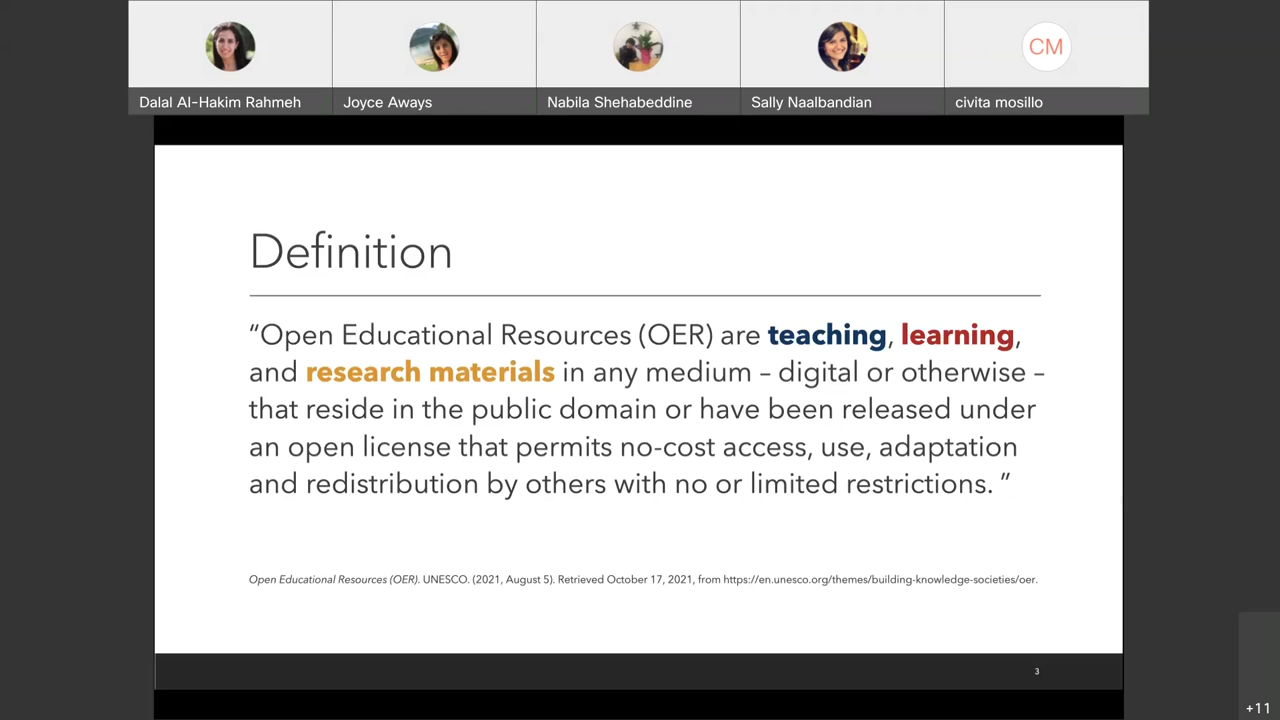 CM
Dalal Al-Hakim Rahmeh
Joyce Aways
Nabila Shehabeddine
Sally Naalbandian
civita mosillo
Definition
“Open Educational Resources (OER) are teaching, learning,
and research materials in any medium – digital or otherwise –
that reside in the public domain or have been released under
an open license that permits no-cost access, use, adaptation
and redistribution by others with no or limited restrictions. ”
Open Educational Resources (OER). UNESCO. (2021, August 5). Retrieved October 17, 2021, from https://en.unesco.org/themes/building-knowledge-societies/oer.
3
+11